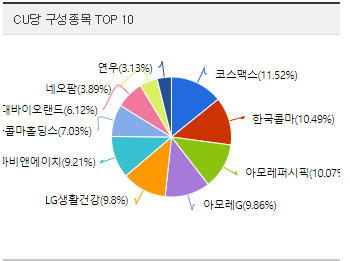 CU당 구성종목 TOP 10
연우(3.13%)
코스맥스(11.52%)
네오팜(3.89%)
대바이오랜드(6.12%)
한국콜마(10.49%)
콜마홀딩스(7.03%)
마비앤에이치(9.21%)
아모레퍼시픽(10.07%
LG생활건강(9.8%)
아모레G(9.86%)